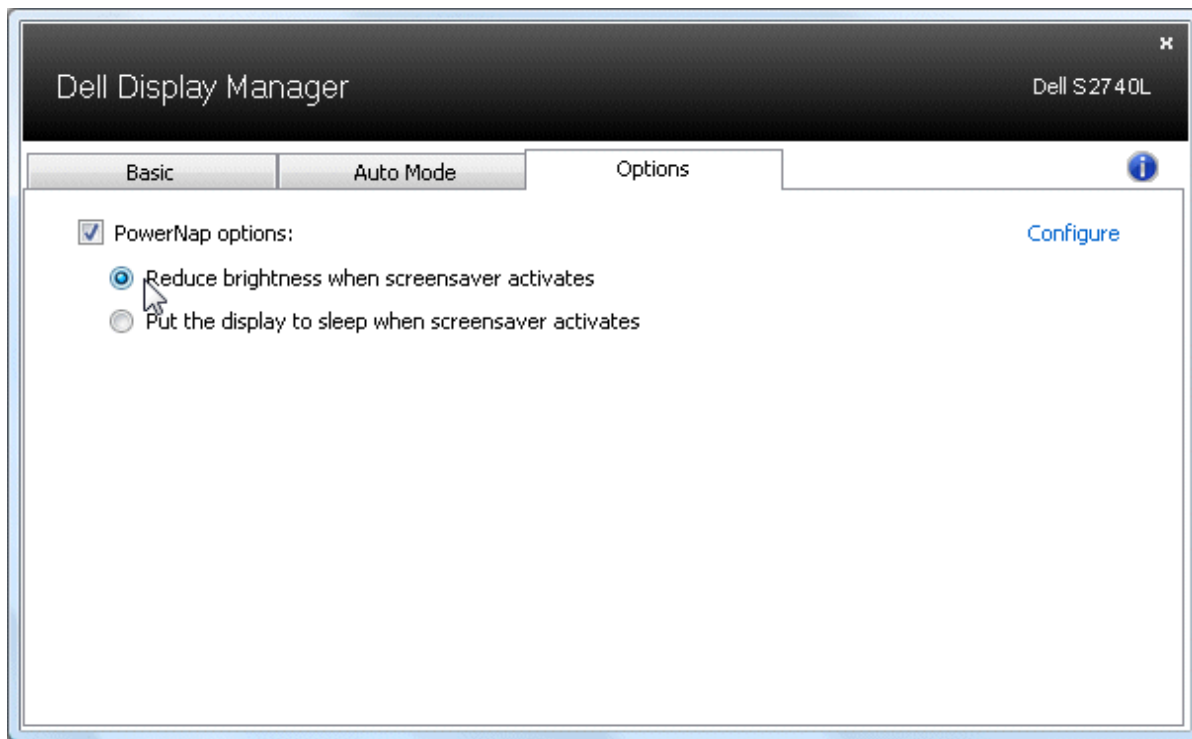 Dell Display Manager
Dell S2740L
Basic
Auto Mode
Options
PowerNap options:
Configure
Reduce brightness when screensaver activates
Put the display to sleep when screensaver activates